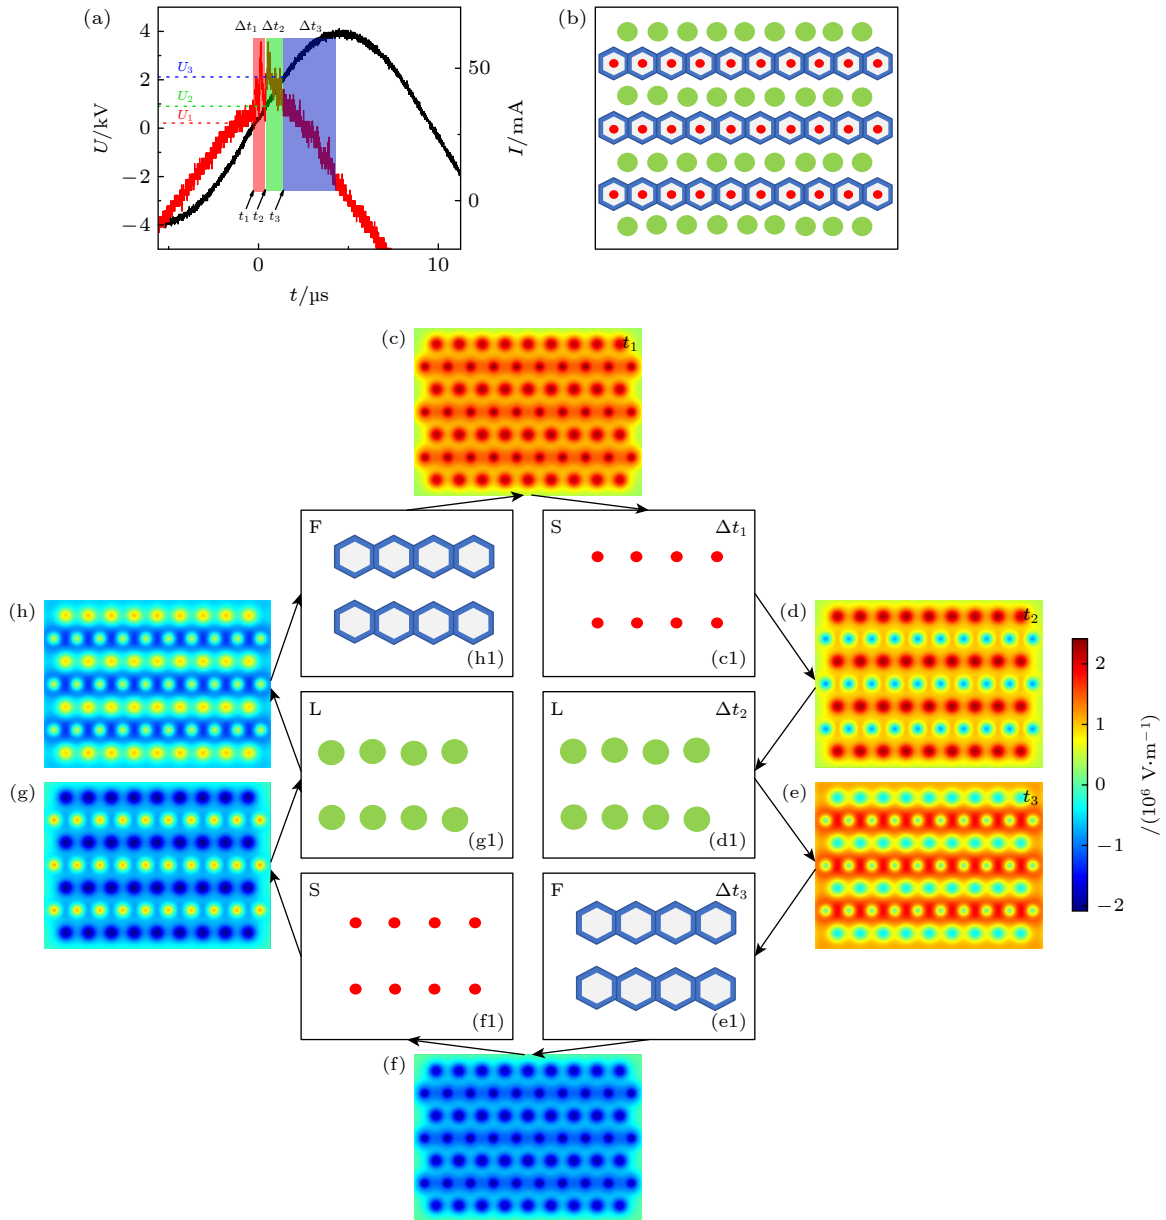 (a)
Δt₁ Δt₂ Δt₃
4
2
0
−2
−4
U/kV
U₃
U₂
U₁
t₁ t₂ t₃
50
0
I/mA
0 5 10
t/μs
(b)
(c)
t₁
F
(h1)
S Δt₁
(c1)
(h)
(d)
t₂
L
(g1)
L Δt₂
(d1)
(g)
(e)
t₃
S
(f1)
F Δt₃
(e1)
(f)
2
1
0
−1
−2
/(10⁶ V·m⁻¹)